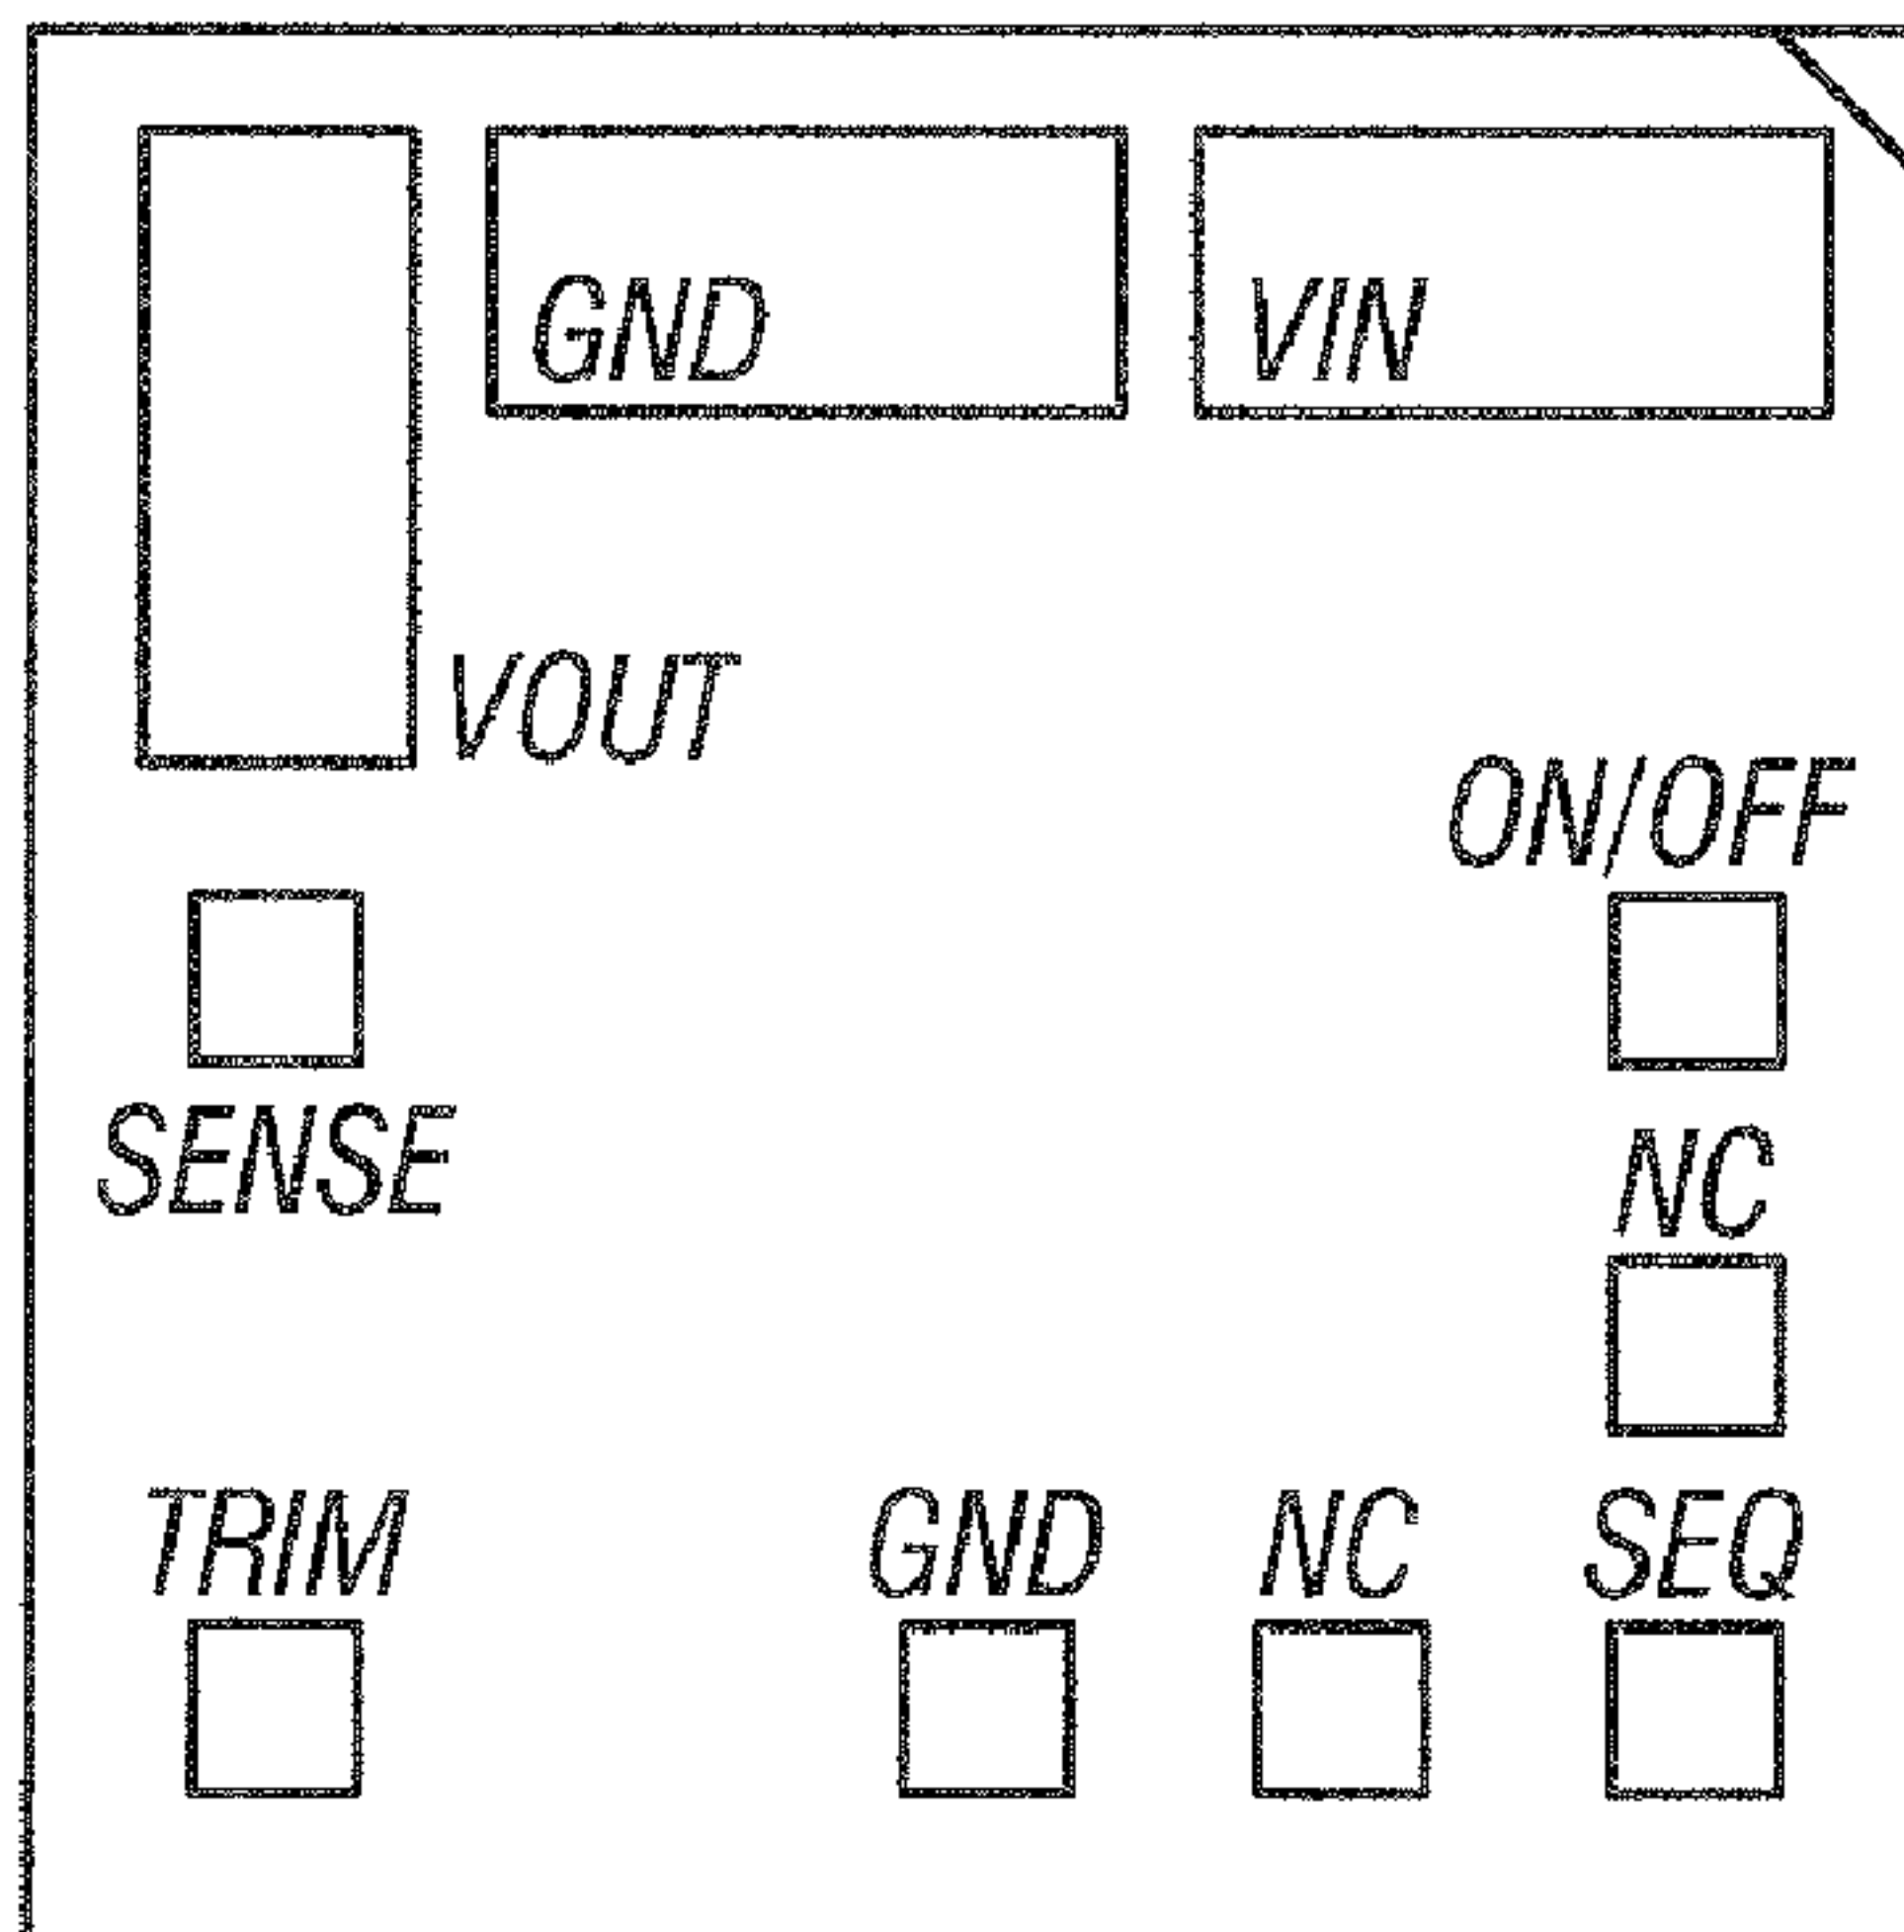 GND VIN
VOUT
ON/OFF
SENSE
NC
TRIM GND NC SEQ